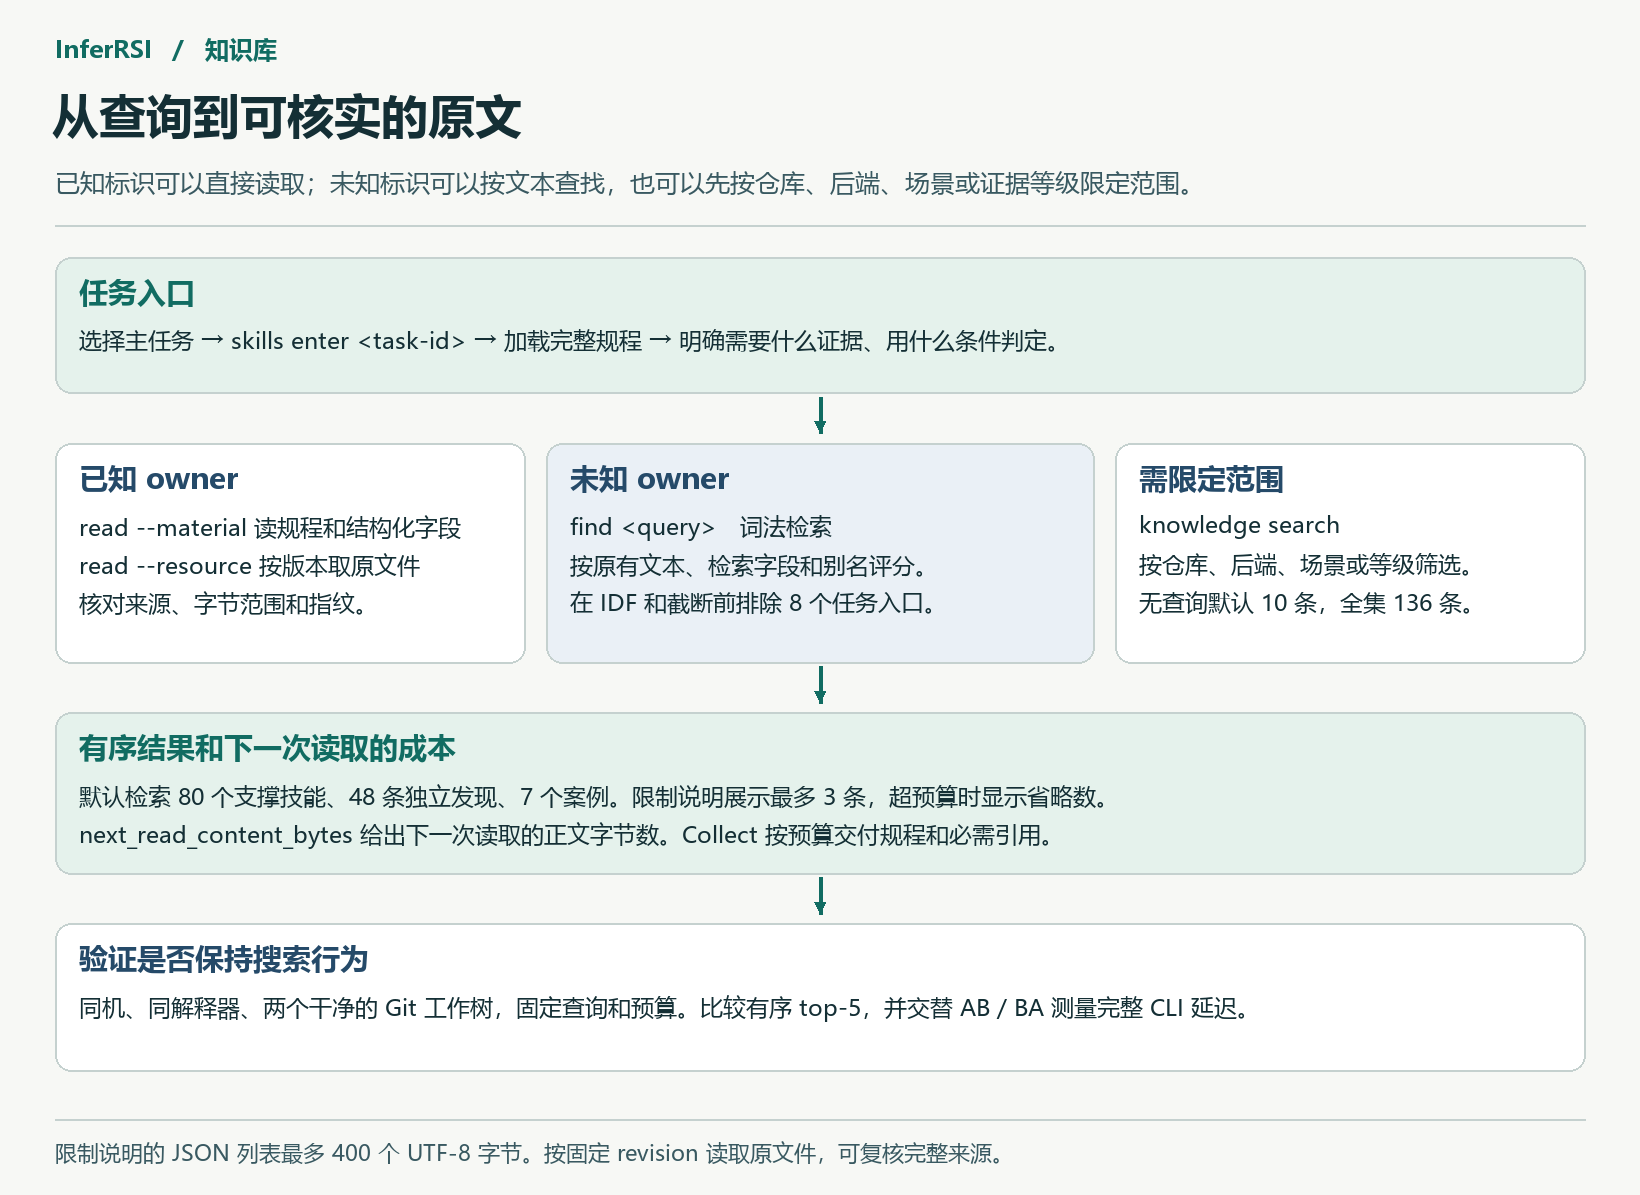 InferRSI / 知识库
从查询到可核实的原文
已知标识可以直接读取；未知标识可以按文本查找，也可以先按仓库、后端、场景或证据等级限定范围。
任务入口
选择主任务 → skills enter <task-id> → 加载完整规程 → 明确需要什么证据、用什么条件判定。
已知 owner
read --material 读规程和结构化字段
read --resource 按版本取原文件
核对来源、字节范围和指纹。
未知 owner
find <query> 词法检索
按原有文本、检索字段和别名评分。
在 IDF 和截断前排除 8 个任务入口。
需限定范围
knowledge search
按仓库、后端、场景或等级筛选。
无查询默认 10 条，全集 136 条。
有序结果和下一次读取的成本
默认检索 80 个支撑技能、48 条独立发现、7 个案例。限制说明展示最多 3 条，超预算时显示省略数。
next_read_content_bytes 给出下一次读取的正文字节数。Collect 按预算交付规程和必需引用。
验证是否保持搜索行为
同机、同解释器、两个干净的 Git 工作树，固定查询和预算。比较有序 top-5，并交替 AB / BA 测量完整 CLI 延迟。
限制说明的 JSON 列表最多 400 个 UTF-8 字节。按固定 revision 读取原文件，可复核完整来源。